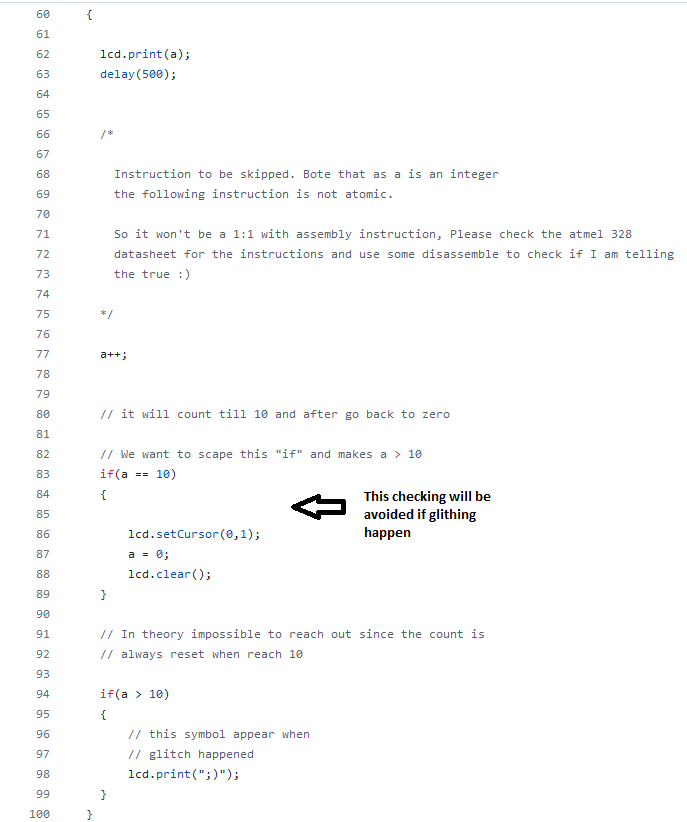 60 {
61
62 lcd.print(a);
63 delay(500);
64
65
66 /*
67
68 Instruction to be skipped. Bote that as a is an integer
69 the following instruction is not atomic.
70
71 So it won't be a 1:1 with assembly instruction, Please check the atmel 328
72 datasheet for the instructions and use some disassemble to check if I am telling
73 the true :)
74
75 */
76
77 a++;
78
79
80 // it will count till 10 and after go back to zero
81
82 // We want to scape this "if" and makes a > 10
83 if(a == 10)
84 {
85
86 lcd.setCursor(0,1);
87 a = 0;
88 lcd.clear();
89 }
90
91 // In theory impossible to reach out since the count is
92 // always reset when reach 10
93
94 if(a > 10)
95 {
96 // this symbol appear when
97 // glitch happened
98 lcd.print(";)");
99 }
100 }
This checking will be
avoided if glithing
happen